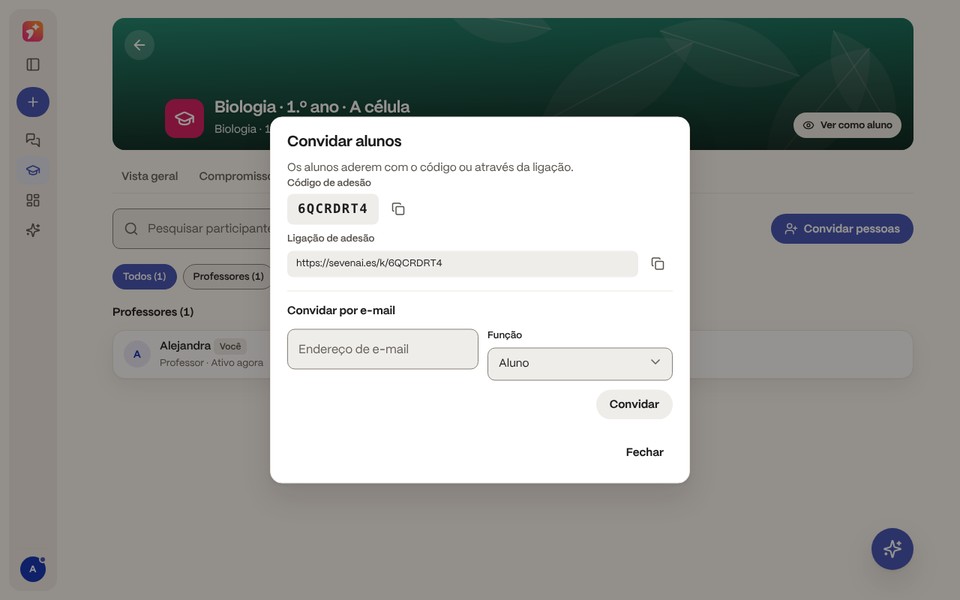 Biologia · 1.º ano · A célula
Biologia · 1
Ver como aluno
Vista geral
Compromisso
Pesquisar participante
Convidar pessoas
Todos (1)
Professores (1)
Professores (1)
A
Alejandra
Você
Professor · Ativo agora
Convidar alunos
Os alunos aderem com o código ou através da ligação.
Código de adesão
6QCRDRT4
Ligação de adesão
https://sevenai.es/k/6QCRDRT4
Convidar por e-mail
Endereço de e-mail
Função
Aluno
Convidar
Fechar
A